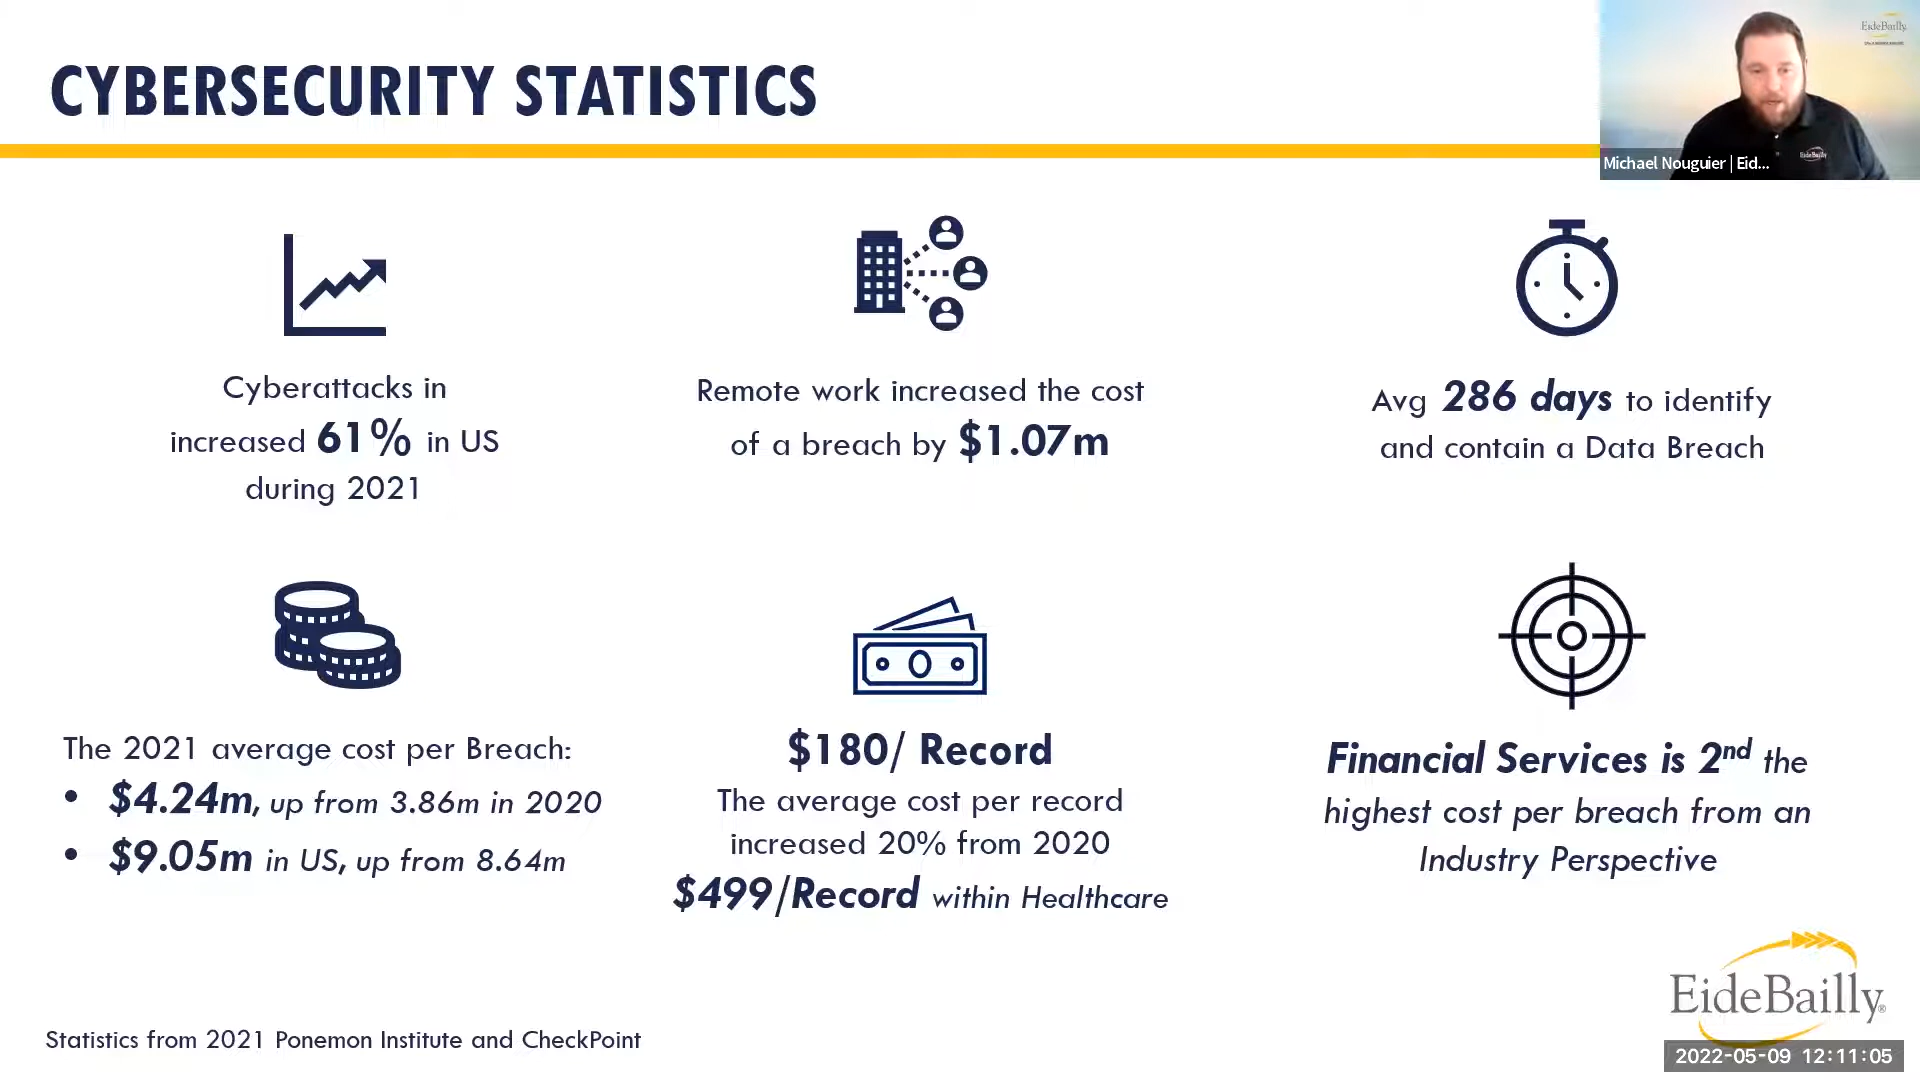 CYBERSECURITY STATISTICS
EideBailly
Michael Nouguier | Eid...
EideBailly
Cyberattacks in
increased 61% in US
during 2021
Remote work increased the cost
of a breach by $1.07m
Avg 286 days to identify
and contain a Data Breach
The 2021 average cost per Breach:
• $4.24m, up from 3.86m in 2020
• $9.05m in US, up from 8.64m
$180/ Record
The average cost per record
increased 20% from 2020
$499/Record within Healthcare
Financial Services is 2nd the
highest cost per breach from an
Industry Perspective
EideBailly®
Statistics from 2021 Ponemon Institute and CheckPoint
2022-05-09 12:11:05